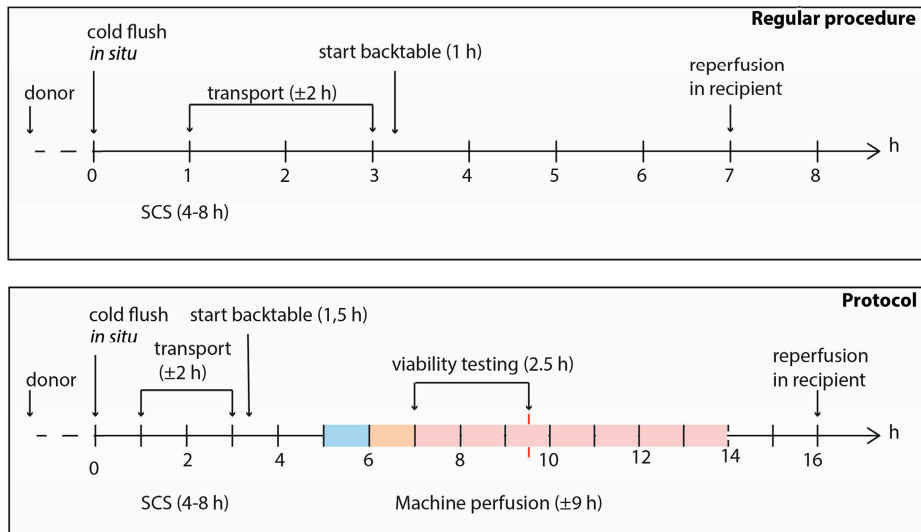 Regular procedure
cold flush
in situ
start backtable (1 h)
reperfusion
in recipient
donor
transport (±2 h)
h
0 1 2 3 4 5 6 7 8
SCS (4-8 h)
Protocol
cold flush
in situ
start backtable (1,5 h)
transport
(±2 h)
viability testing (2.5 h)
reperfusion
in recipient
donor
h
0 2 4 6 8 10 12 14 16
SCS (4-8 h)
Machine perfusion (±9 h)